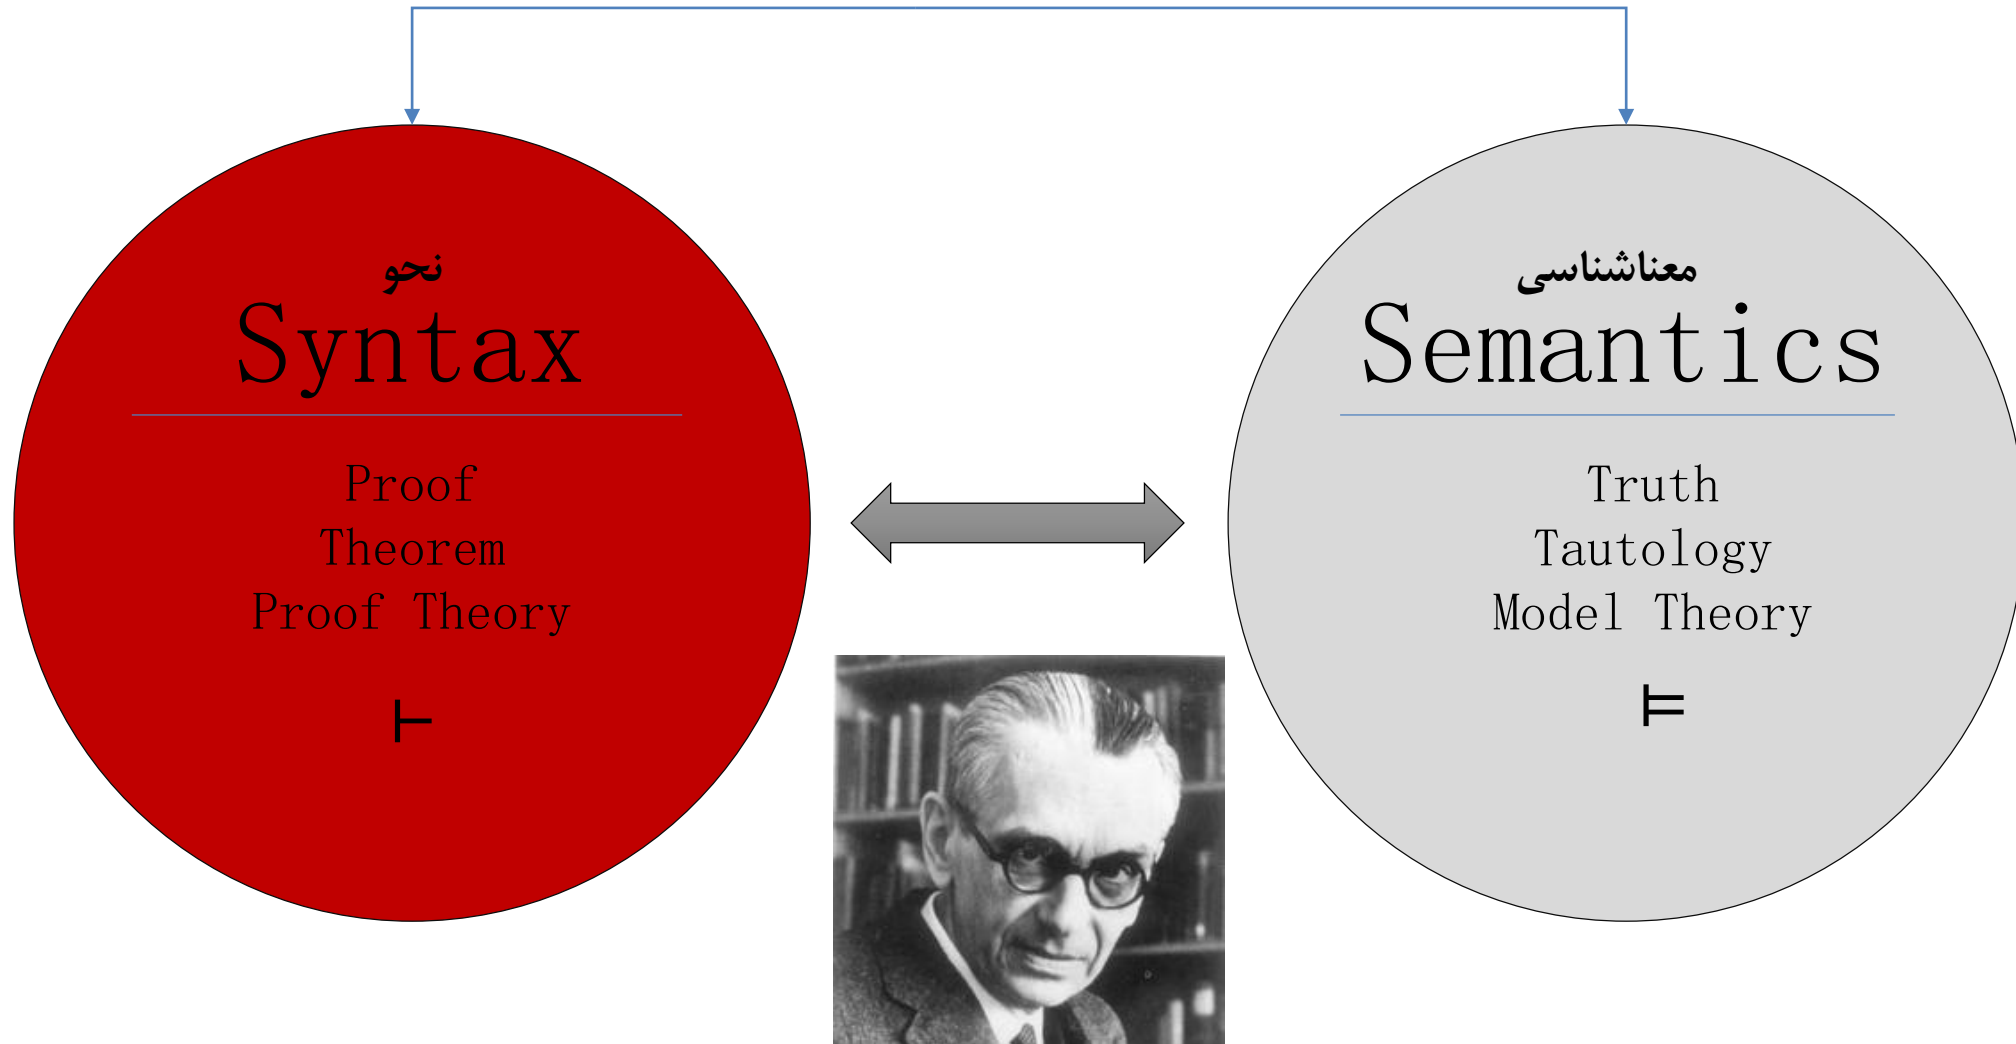 نحو
Syntax
Proof
Theorem
Proof Theory
⊢
معناشناسی
Semantics
Truth
Tautology
Model Theory
⊨